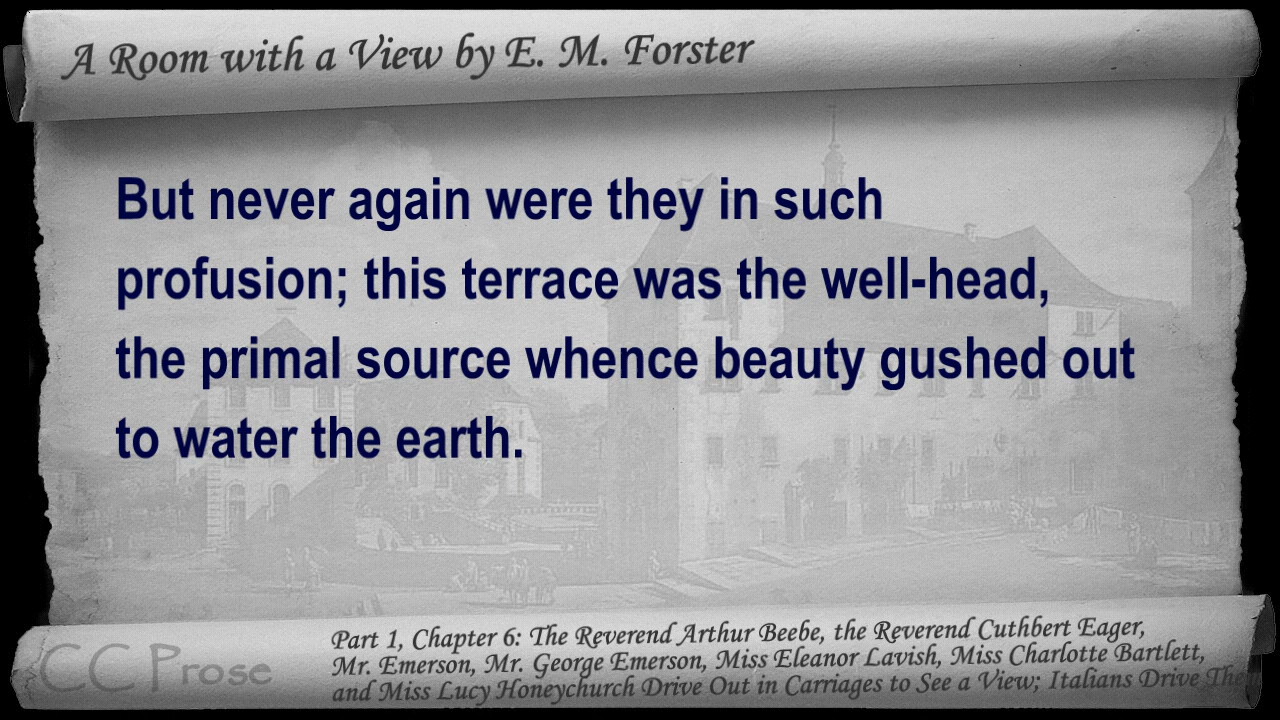 A Room with a View by E. M. Forster
But never again were they in such
profusion; this terrace was the well-head,
the primal source whence beauty gushed out
to water the earth.
CC Prose
Part 1, Chapter 6: The Reverend Arthur Beebe, the Reverend Cuthbert Eager,
Mr. Emerson, Mr. George Emerson, Miss Eleanor Lavish, Miss Charlotte Bartlett,
and Miss Lucy Honeychurch Drive Out in Carriages to See a View; Italians Drive